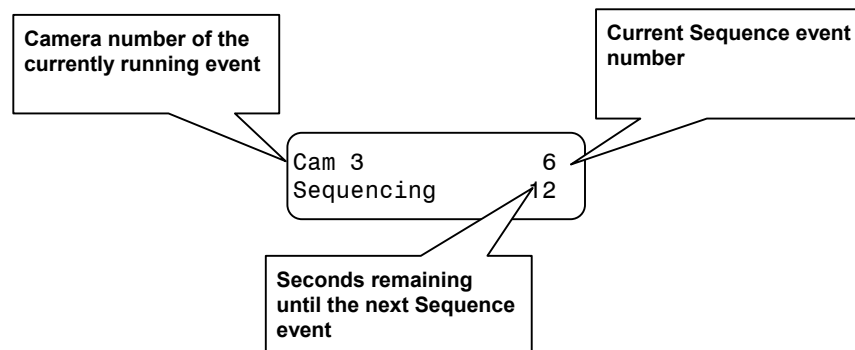 Camera number of the
currently running event
Current Sequence event
number
Cam 3 6
Sequencing 12
Seconds remaining
until the next Sequence
event